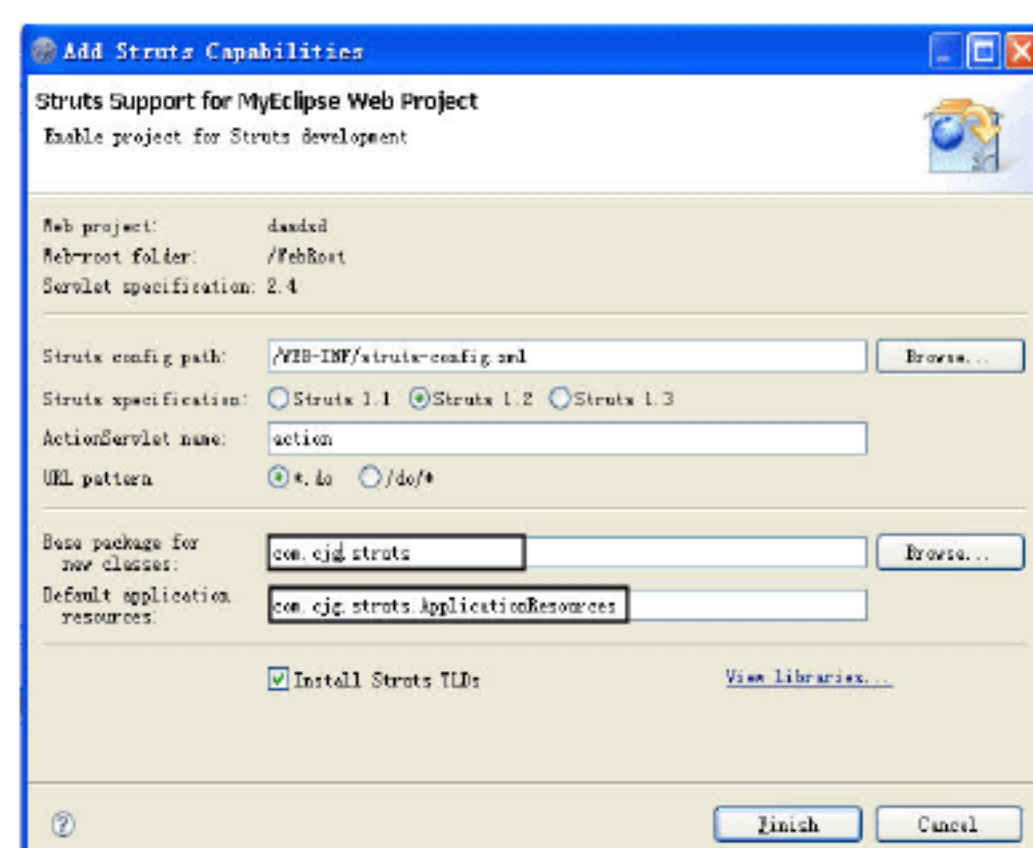 Add Struts Capabilities
Struts Support for MyEclipse Web Project
Enable project for Struts development
Web project: daxdxd
Web-root folder: /WebRoot
Servlet specification: 2.4
Struts config path: /WEB-INF/struts-config.xml Browse...
Struts specification: Struts 1.1 Struts 1.2 Struts 1.3
ActionServlet name: action
URL pattern *.do /do/*
Base package for
new classes: com.cjg.struts Browse...
Default application
resources: com.cjg.struts.ApplicationResources
Install Struts TLDs View libraries...
Finish Cancel